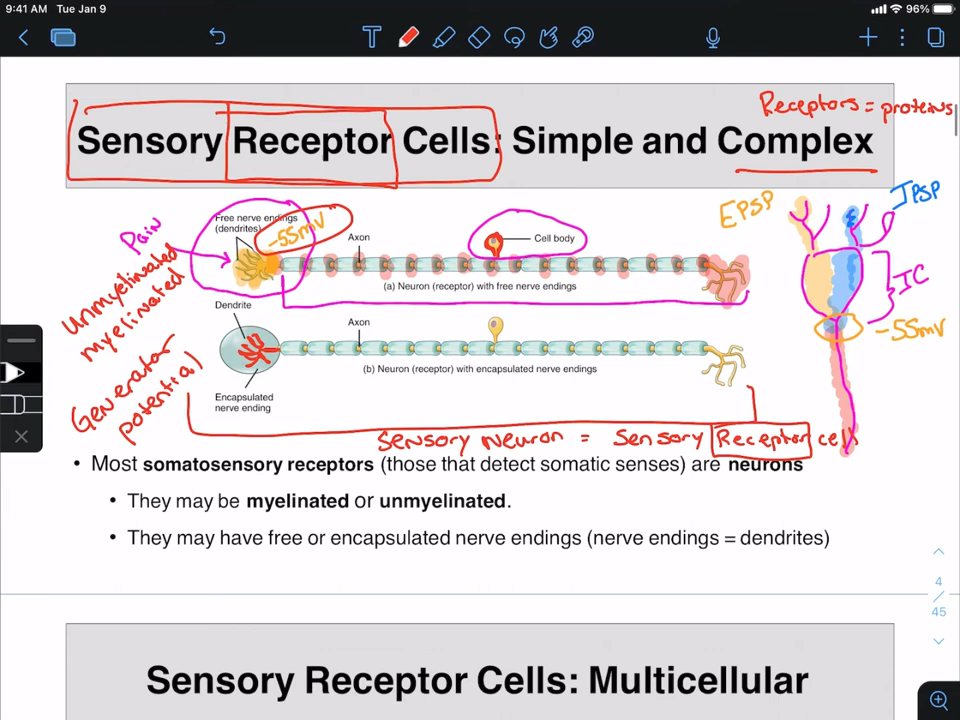 9:41 AM Tue Jan 9
96%
Receptors = proteins
Sensory Receptor Cells: Simple and Complex
EPSP
IPSP
Free nerve endings
(dendrites)
-55mV
Pain
Axon
Cell body
(a) Neuron (receptor) with free nerve endings
IC
Unmyelinated
myelinated
Dendrite
Axon
-55mV
(b) Neuron (receptor) with encapsulated nerve endings
Generator
potential
Encapsulated
nerve ending
Sensory Neuron = Sensory Receptor cell
• Most somatosensory receptors (those that detect somatic senses) are neurons
• They may be myelinated or unmyelinated.
• They may have free or encapsulated nerve endings (nerve endings = dendrites)
4
/
45
Sensory Receptor Cells: Multicellular